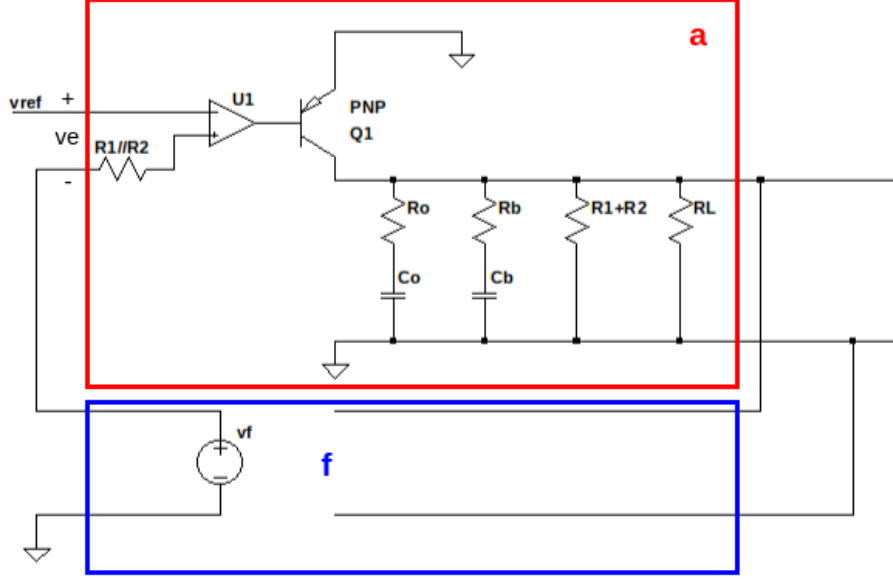 a
vref
+
U1
PNP
Q1
ve
R1//R2
-
Ro
Rb
R1+R2
RL
Co
Cb
vf
f